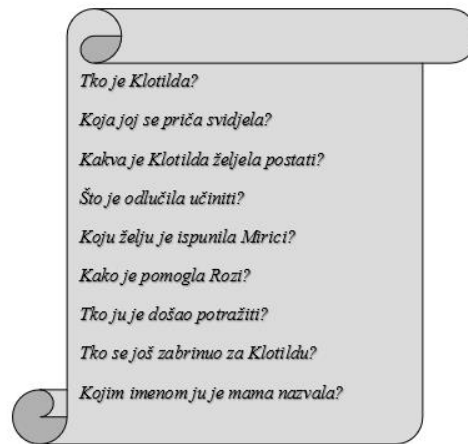 Tko je Klotilda?
Koja joj se priča svidjela?
Kakva je Klotilda željela postati?
Što je odlučila učiniti?
Koju želju je ispunila Mirici?
Kako je pomogla Rozi?
Tko ju je došao potražiti?
Tko se još zabrinuo za Klotildu?
Kojim imenom ju je mama nazvala?